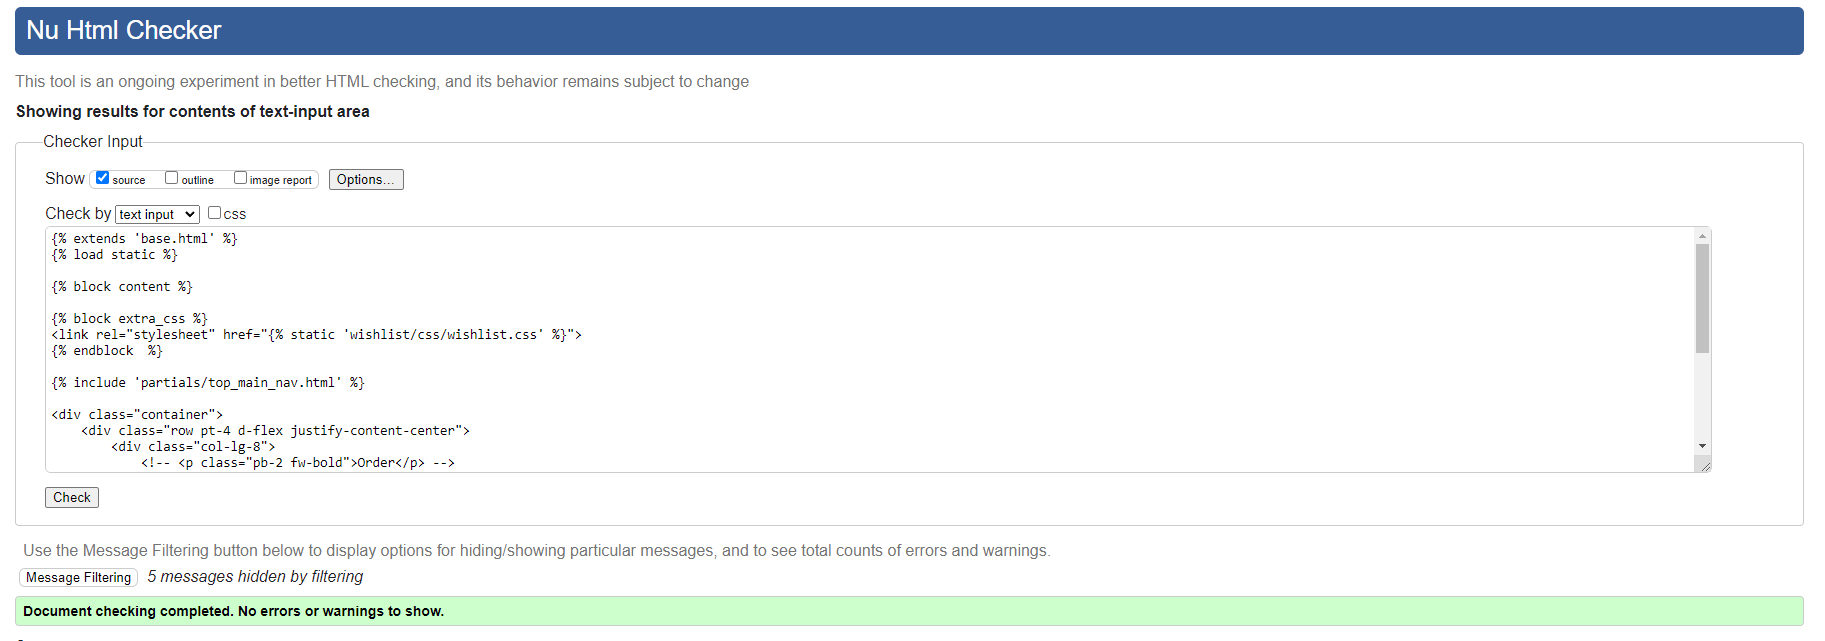 Nu Html Checker
This tool is an ongoing experiment in better HTML checking, and its behavior remains subject to change
Showing results for contents of text-input area
Checker Input
Show source outline image report Options...
Check by text input css
{% extends 'base.html' %}
{% load static %}
{% block content %}
{% block extra_css %}
<link rel="stylesheet" href="{% static 'wishlist/css/wishlist.css' %}">
{% endblock  %}
{% include 'partials/top_main_nav.html' %}
<div class="container">
    <div class="row pt-4 d-flex justify-content-center">
        <div class="col-lg-8">
            <!-- <p class="pb-2 fw-bold">Order</p> -->
Check
Use the Message Filtering button below to display options for hiding/showing particular messages, and to see total counts of errors and warnings.
Message Filtering 5 messages hidden by filtering
Document checking completed. No errors or warnings to show.